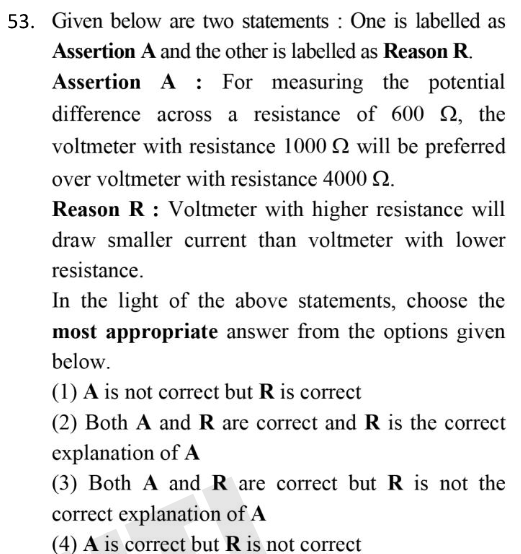 53. Given below are two statements : One is labelled as
Assertion A and the other is labelled as Reason R.
Assertion A : For measuring the potential
difference across a resistance of 600 Ω, the
voltmeter with resistance 1000 Ω will be preferred
over voltmeter with resistance 4000 Ω.
Reason R : Voltmeter with higher resistance will
draw smaller current than voltmeter with lower
resistance.
In the light of the above statements, choose the
most appropriate answer from the options given
below.
(1) A is not correct but R is correct
(2) Both A and R are correct and R is the correct
explanation of A
(3) Both A and R are correct but R is not the
correct explanation of A
(4) A is correct but R is not correct